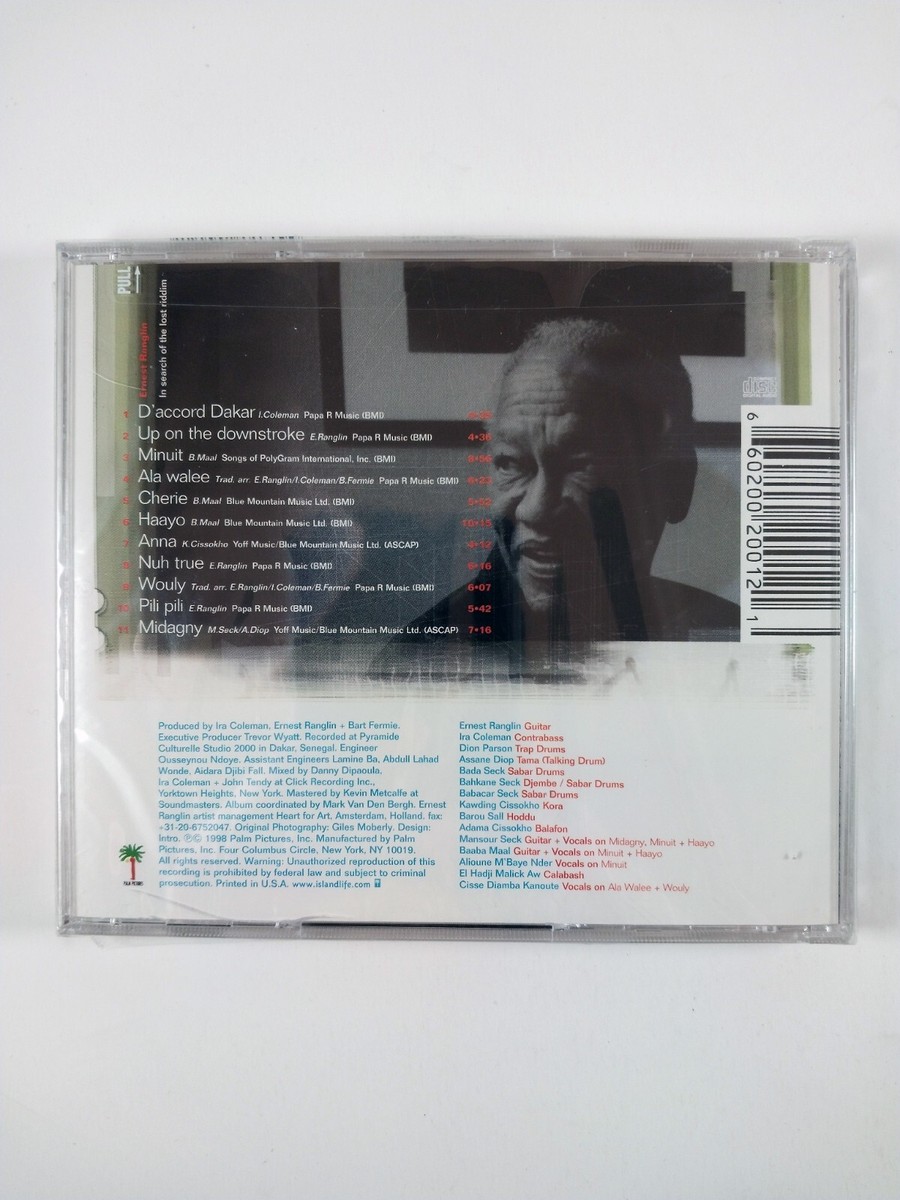 PULL
Ernest Ranglin
In search of the lost riddim
1 D'accord Dakar I.Coleman Papa R Music (BMI)
2 Up on the downstroke E.Ranglin Papa R Music (BMI) 4•36
3 Minuit B.Maal Songs of PolyGram International, Inc. (BMI) 8•56
4 Ala walee Trad. arr. E.Ranglin/I.Coleman/B.Fermie Papa R Music (BMI)
5 Cherie B.Maal Blue Mountain Music Ltd. (BMI) 5•52
6 Haayo B.Maal Blue Mountain Music Ltd. (BMI) 10•15
7 Anna K.Cissokho Yoff Music/Blue Mountain Music Ltd. (ASCAP) 4•12
8 Nuh true E.Ranglin Papa R Music (BMI) 6•16
9 Wouly Trad. arr. E.Ranglin/I.Coleman/B.Fermie Papa R Music (BMI) 6•07
10 Pili pili E.Ranglin Papa R Music (BMI) 5•42
11 Midagny M.Seck/A.Diop Yoff Music/Blue Mountain Music Ltd. (ASCAP) 7•16
disc
DIGITAL AUDIO
6 60200 20012 1
Produced by Ira Coleman, Ernest Ranglin + Bart Fermie.
Executive Producer Trevor Wyatt. Recorded at Pyramide
Culturelle Studio 2000 in Dakar, Senegal. Engineer
Ousseynou Ndoye. Assistant Engineers Lamine Ba, Abdull Lahad
Wonde, Aidara Djibi Fall. Mixed by Danny Dipaoula,
Ira Coleman + John Tendy at Click Recording Inc.,
Yorktown Heights, New York. Mastered by Kevin Metcalfe at
Soundmasters. Album coordinated by Mark Van Den Bergh. Ernest
Ranglin artist management Heart for Art, Amsterdam, Holland. fax:
+31-20-6752047. Original Photography: Giles Moberly. Design:
Intro. ℗© 1998 Palm Pictures, Inc. Manufactured by Palm
Pictures, Inc. Four Columbus Circle, New York, NY 10019.
All rights reserved. Warning: Unauthorized reproduction of this
recording is prohibited by federal law and subject to criminal
prosecution. Printed in U.S.A. www.islandlife.com
PALM PICTURES
Ernest Ranglin Guitar
Ira Coleman Contrabass
Dion Parson Trap Drums
Assane Diop Tama (Talking Drum)
Bada Seck Sabar Drums
Bahkane Seck Djembe / Sabar Drums
Babacar Seck Sabar Drums
Kawding Cissokho Kora
Barou Sall Hoddu
Adama Cissokho Balafon
Mansour Seck Guitar + Vocals on Midagny, Minuit + Haayo
Baaba Maal Guitar + Vocals on Minuit + Haayo
Alioune M'Baye Nder Vocals on Minuit
El Hadji Malick Aw Calabash
Cisse Diamba Kanoute Vocals on Ala Walee + Wouly